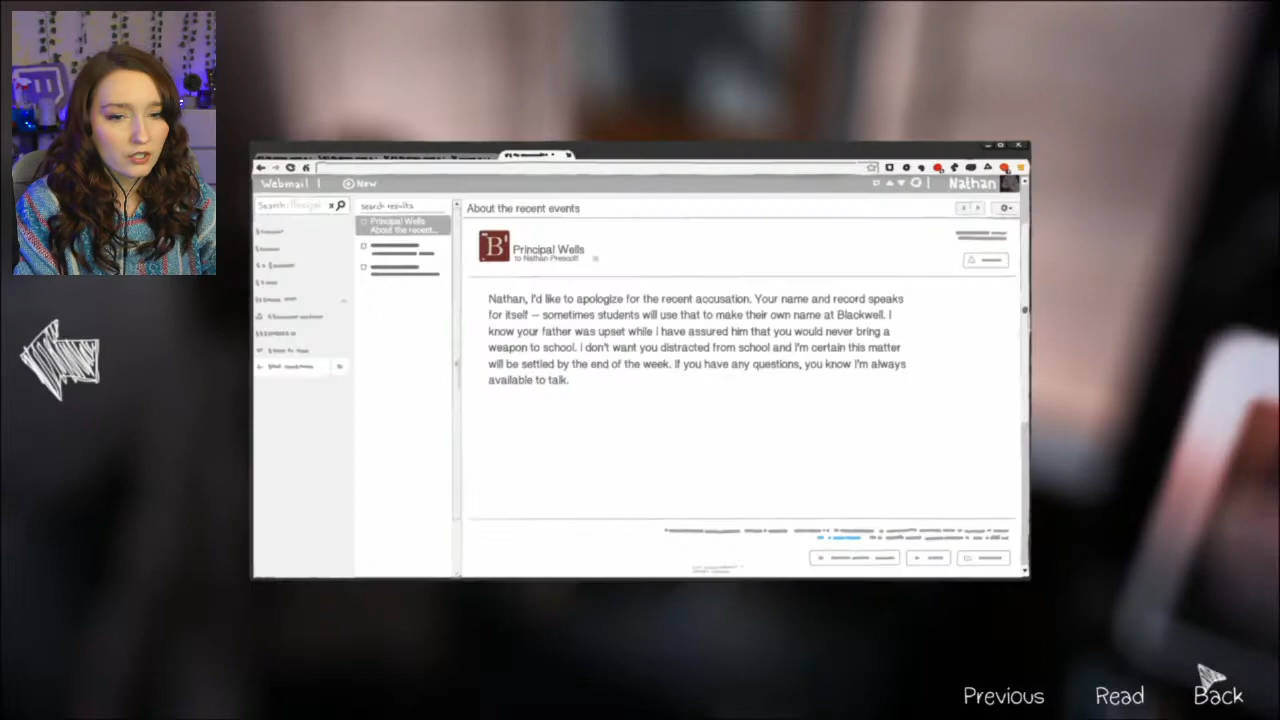 Webmail | New
Nathan
Search: Principal x
search results
About the recent events
Principal Wells
About the recent...
B
Principal Wells
to Nathan Prescott
Nathan, I'd like to apologize for the recent accusation. Your name and record speaks
for itself – sometimes students will use that to make their own name at Blackwell. I
know your father was upset while I have assured him that you would never bring a
weapon to school. I don't want you distracted from school and I'm certain this matter
will be settled by the end of the week. If you have any questions, you know I'm always
available to talk.
Previous
Read
Back